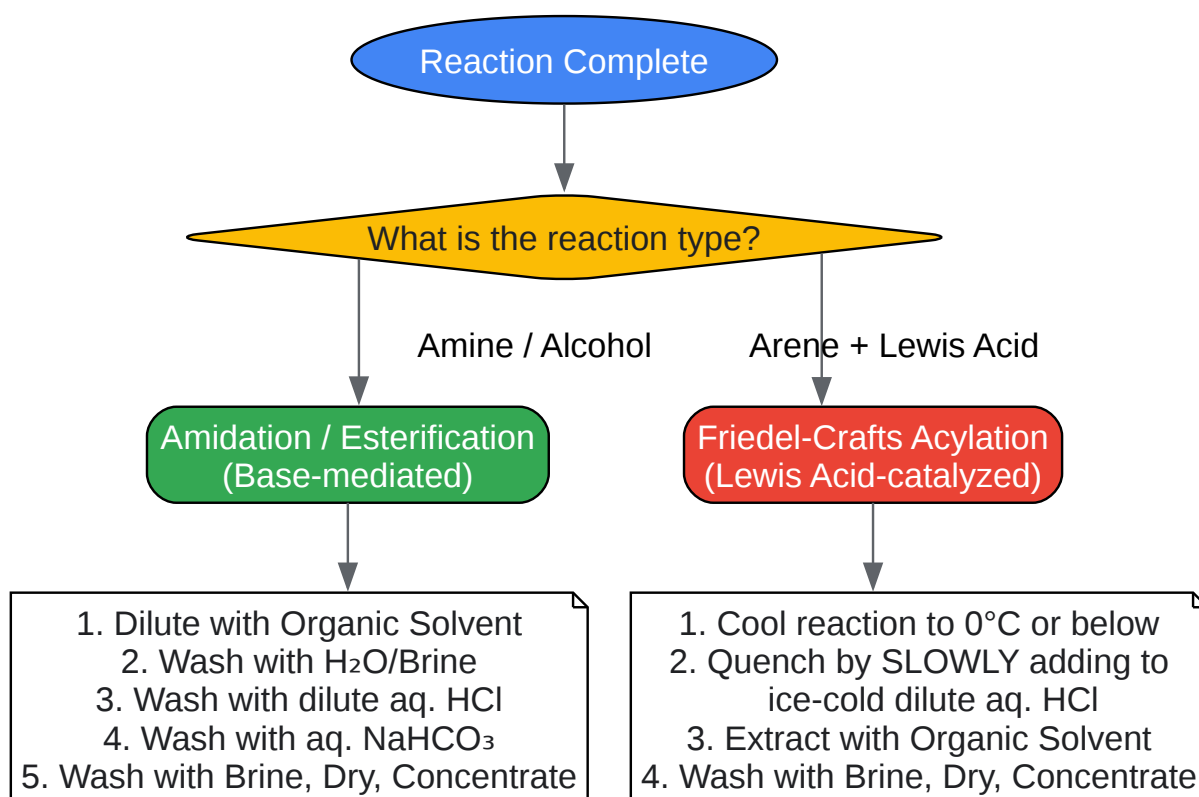 Reaction Complete
What is the reaction type?
Amine / Alcohol
Arene + Lewis Acid
Amidation / Esterification
(Base-mediated)
Friedel-Crafts Acylation
(Lewis Acid-catalyzed)
1. Dilute with Organic Solvent
2. Wash with H₂O/Brine
3. Wash with dilute aq. HCl
4. Wash with aq. NaHCO₃
5. Wash with Brine, Dry, Concentrate
1. Cool reaction to 0°C or below
2. Quench by SLOWLY adding to
ice-cold dilute aq. HCl
3. Extract with Organic Solvent
4. Wash with Brine, Dry, Concentrate